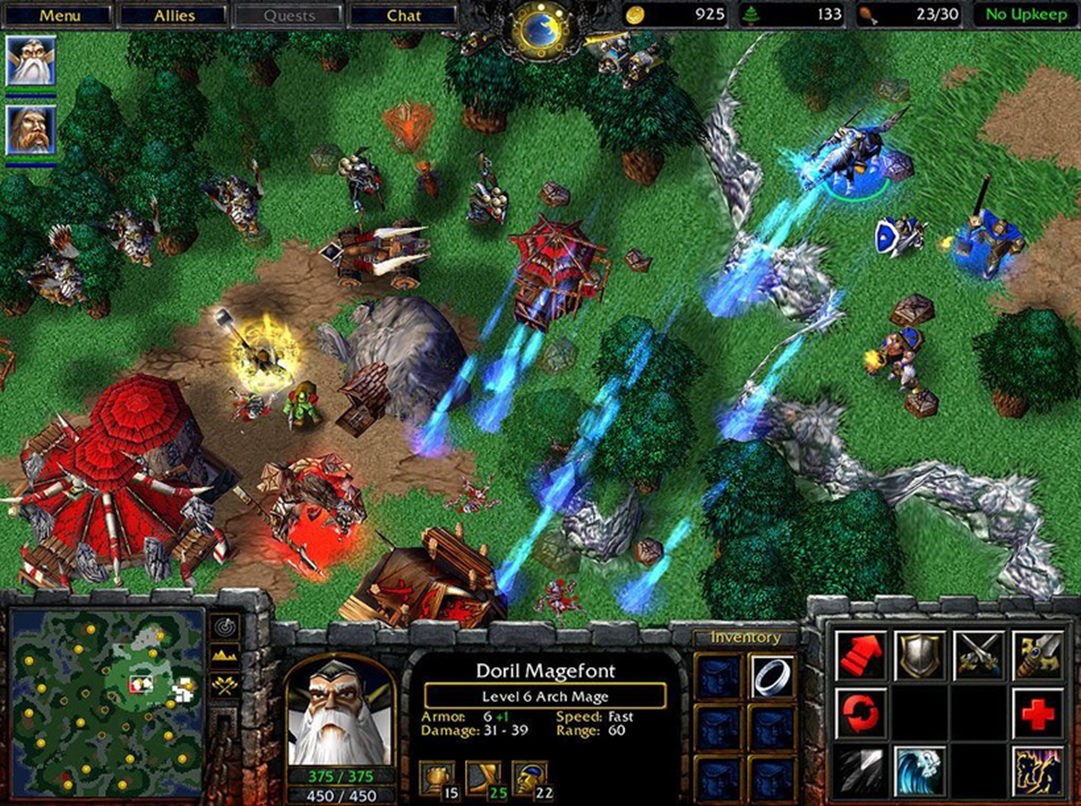 Menu Allies Quests Chat 925 133 23/30 No Upkeep
Inventory
Doril Magefont
Level 6 Arch Mage
Armor: 6 +1 Speed: Fast
Damage: 31 - 39 Range: 60
375 / 375
450 / 450
15 25 22